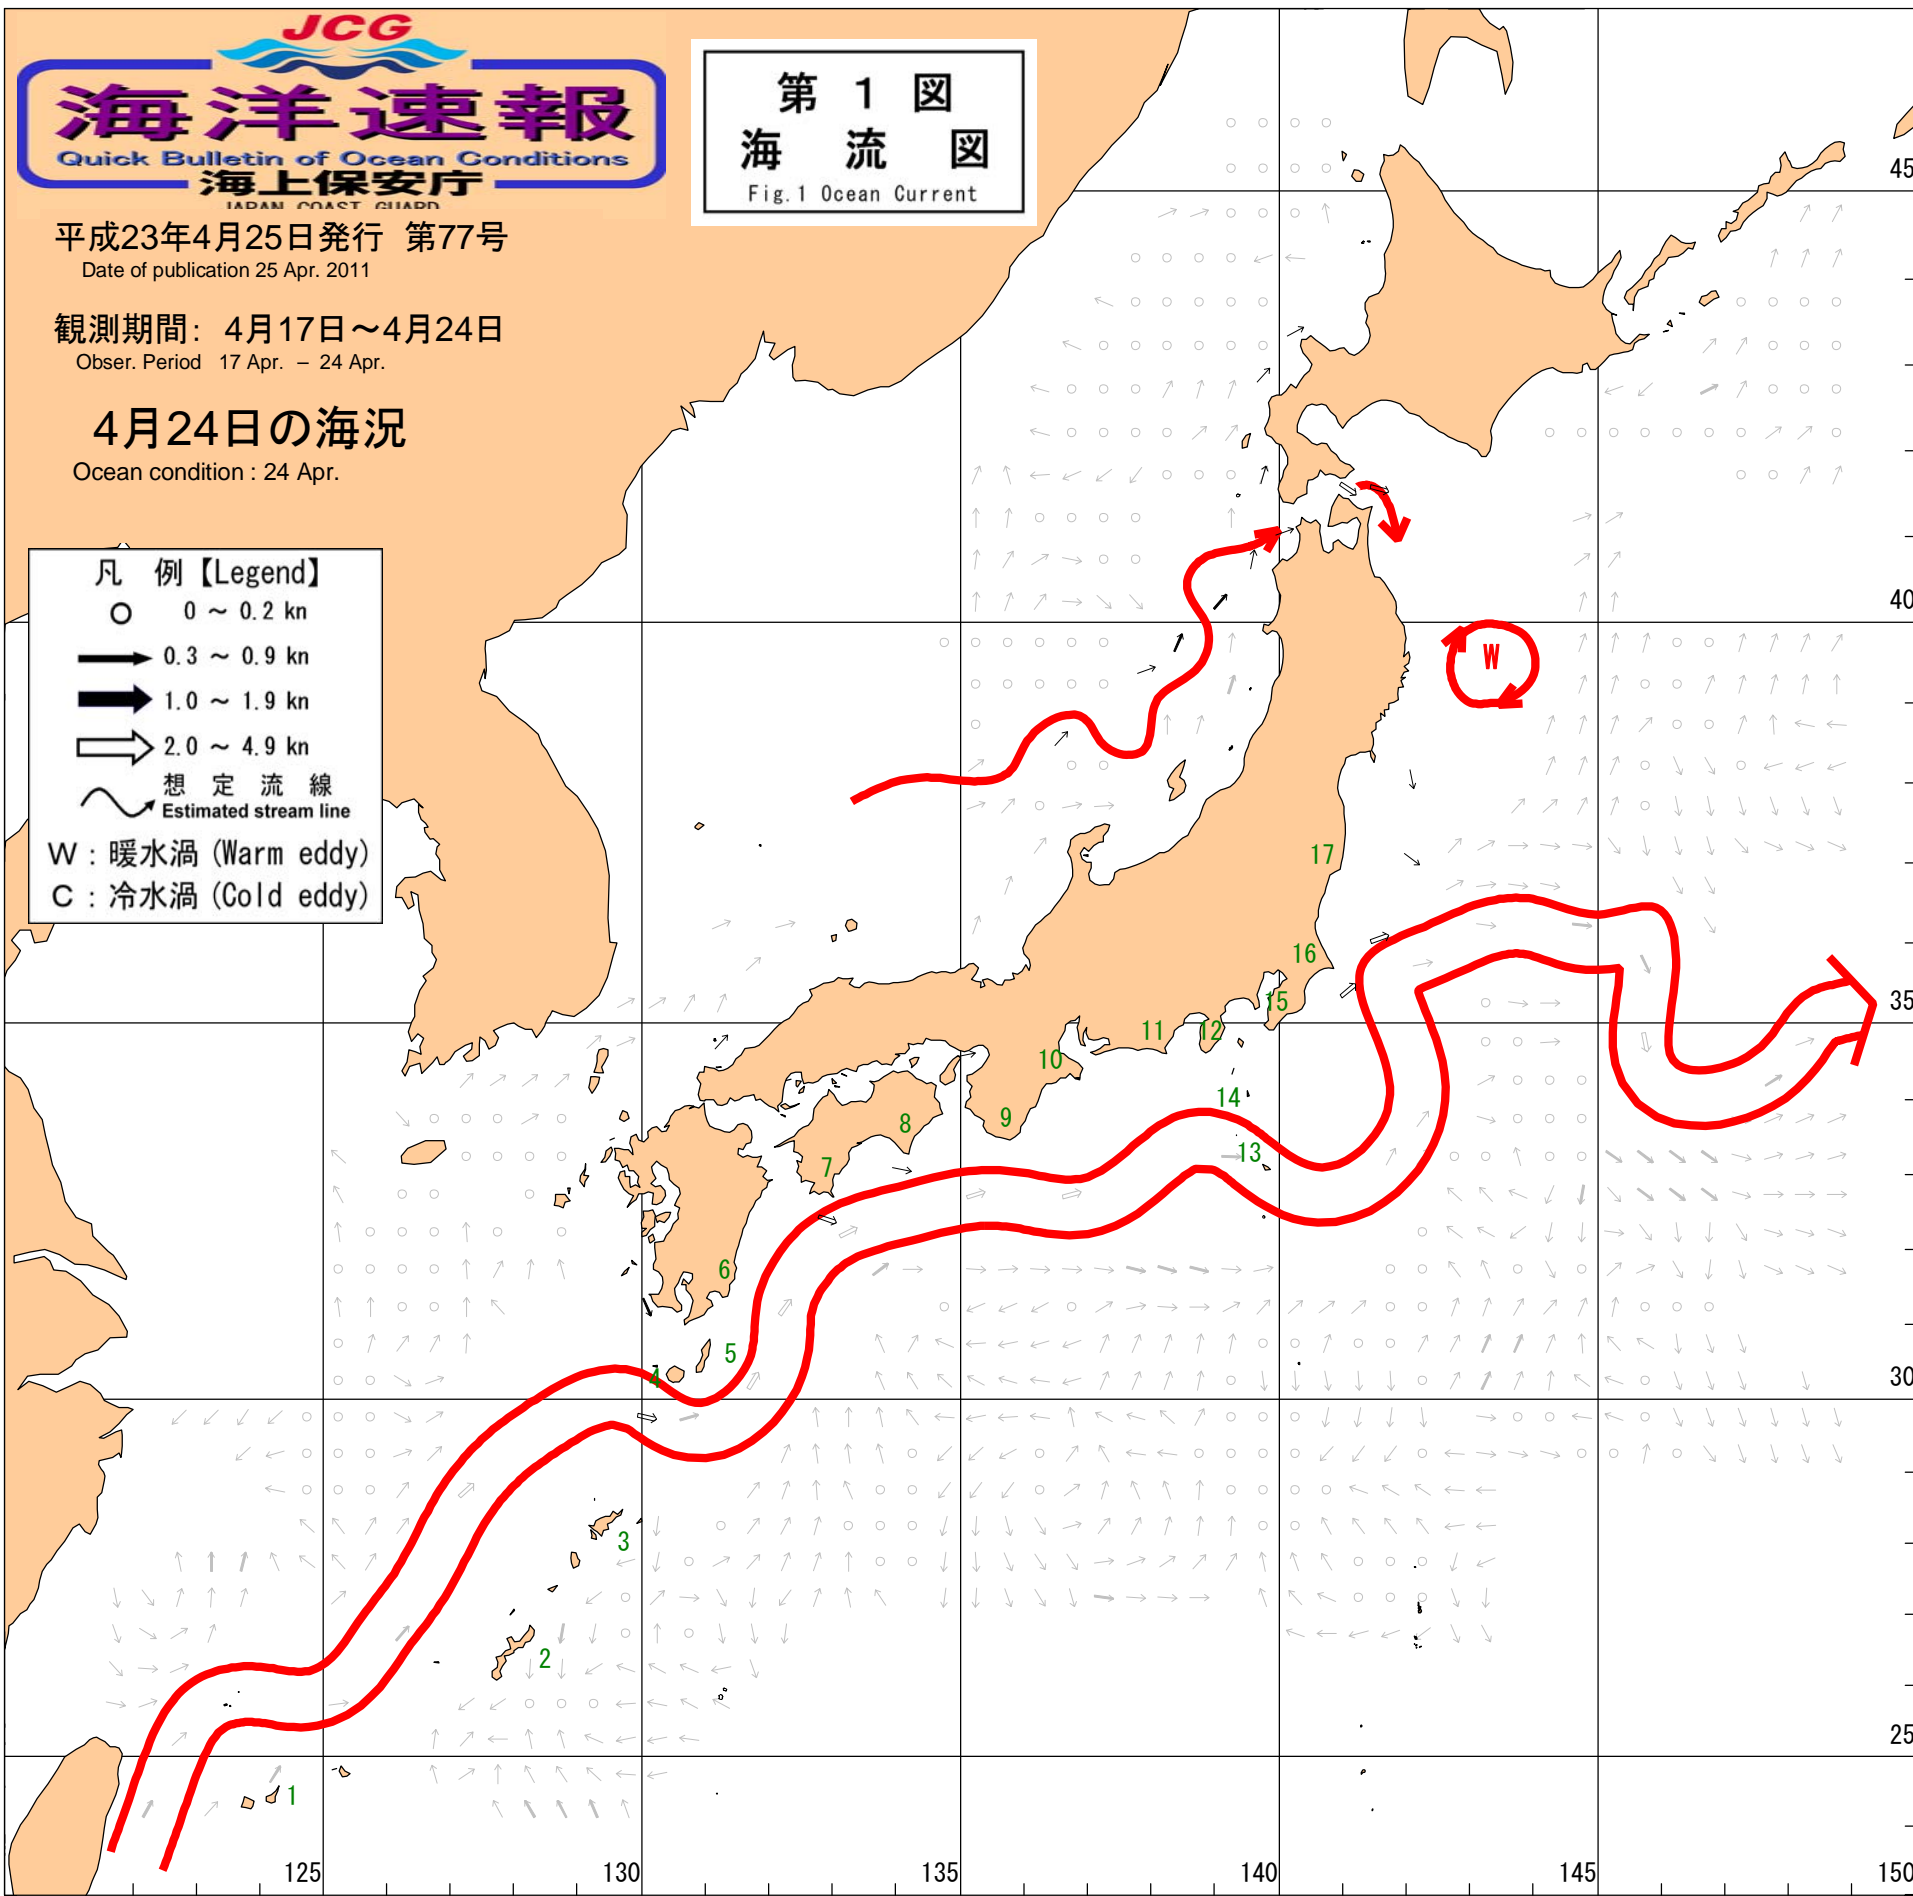 JCG
海洋速報
Quick Bulletin of Ocean Conditions
海上保安庁
JAPAN COAST GUARD
第 1 図
海 流 図
Fig.1 Ocean Current
平成23年4月25日発行 第77号
Date of publication 25 Apr. 2011
観測期間: 4月17日～4月24日
Obser. Period 17 Apr. – 24 Apr.
4月24日の海況
Ocean condition : 24 Apr.
凡 例【Legend】
0 ～ 0.2 kn
0.3 ～ 0.9 kn
1.0 ～ 1.9 kn
2.0 ～ 4.9 kn
想 定 流 線
Estimated stream line
W : 暖水渦 (Warm eddy)
C : 冷水渦 (Cold eddy)
45
40
W
17
16
35
15
11
12
10
14
8
9
13
7
6
5
4
30
3
2
25
1
125
130
135
140
145
150